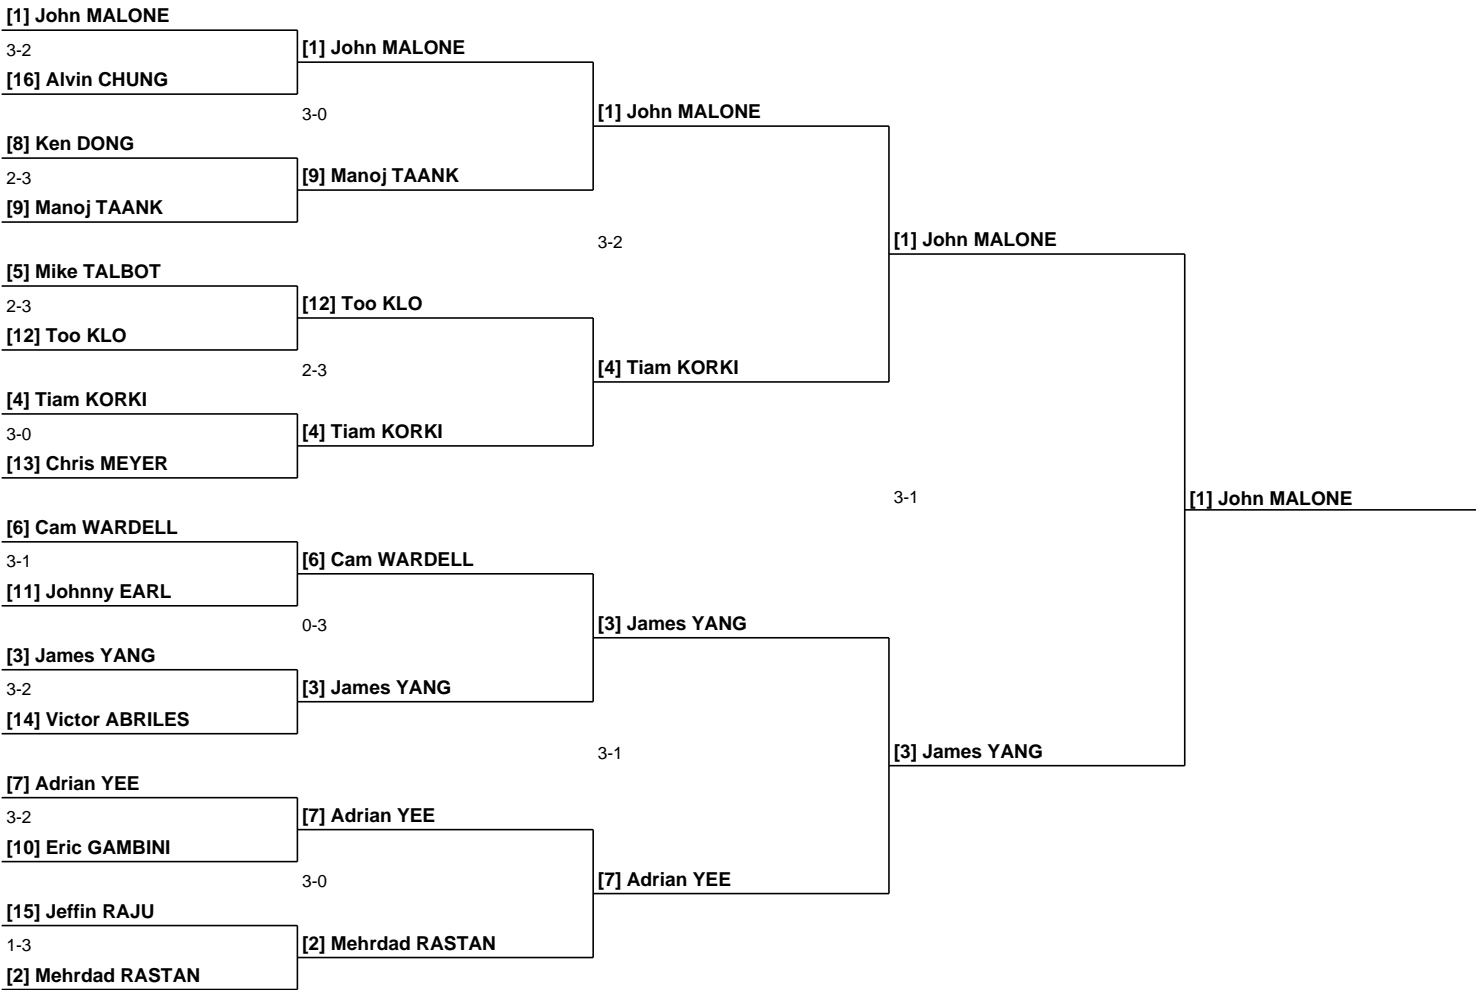 [1] John MALONE
3-2
[16] Alvin CHUNG
[8] Ken DONG
2-3
[9] Manoj TAANK
[5] Mike TALBOT
2-3
[12] Too KLO
[4] Tiam KORKI
3-0
[13] Chris MEYER
[6] Cam WARDELL
3-1
[11] Johnny EARL
[3] James YANG
3-2
[14] Victor ABRILES
[7] Adrian YEE
3-2
[10] Eric GAMBINI
[15] Jeffin RAJU
1-3
[2] Mehrdad RASTAN
[1] John MALONE
3-0
[9] Manoj TAANK
[12] Too KLO
2-3
[4] Tiam KORKI
[6] Cam WARDELL
0-3
[3] James YANG
[7] Adrian YEE
3-0
[2] Mehrdad RASTAN
[1] John MALONE
3-2
[4] Tiam KORKI
[3] James YANG
3-1
[7] Adrian YEE
[1] John MALONE
3-1
[3] James YANG
[1] John MALONE